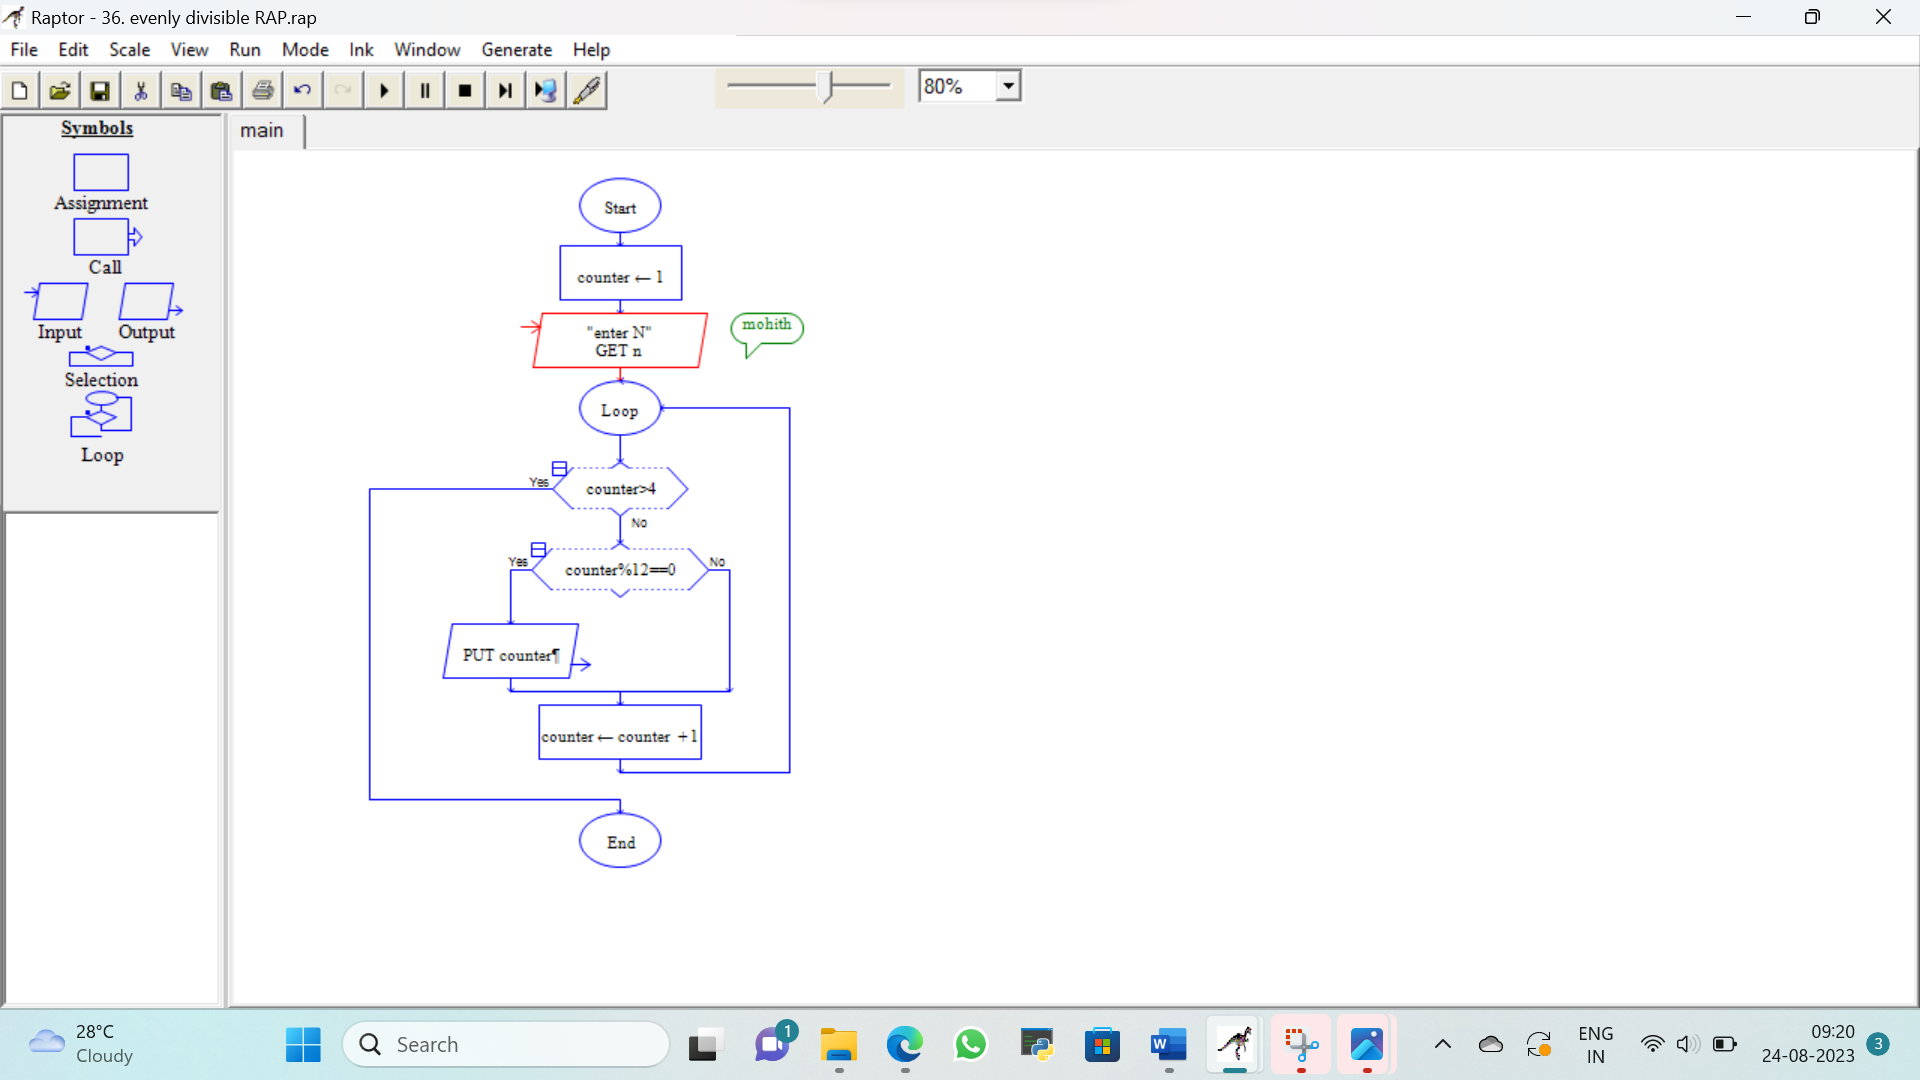 Raptor - 36. evenly divisible RAP.rap
File Edit Scale View Run Mode Ink Window Generate Help
80%
Symbols
Assignment
Call
Input Output
Selection
Loop
main
Start
counter ← 1
"enter N"
GET n
mohith
Loop
Yes
counter>4
No
Yes
counter%12==0
No
PUT counter¶
counter ← counter +1
End
28°C
Cloudy
Search
1
W
ENG
IN
09:20
24-08-2023
3